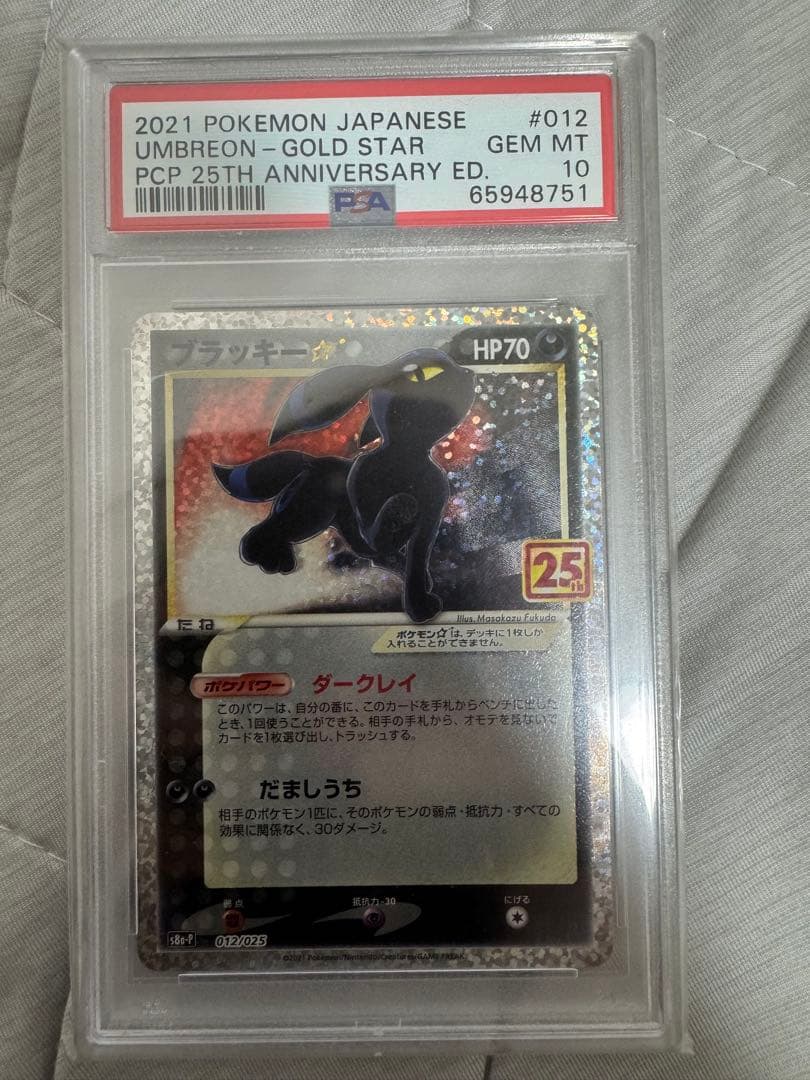 2021 POKEMON JAPANESE #012
UMBREON - GOLD STAR GEM MT
PCP 25TH ANNIVERSARY ED. 10
PSA 65948751
ブラッキー☆ HP70
25th
たね
Illus. Masakazu Fukuda
ポケモン☆は、デッキに1枚しか
入れることができません。
ポケパワー ダークレイ
このパワーは、自分の番に、このカードを手札からベンチに出した
とき、1回使うことができる。相手の手札から、オモテを見ないで
カードを1枚選び出し、トラッシュする。
だましうち
相手のポケモン1匹に、そのポケモンの弱点・抵抗力・すべての
効果に関係なく、30ダメージ。
弱点 抵抗力-30 にげる
s8a-P 012/025
©2021 Pokémon/Nintendo/Creatures/GAME FREAK.